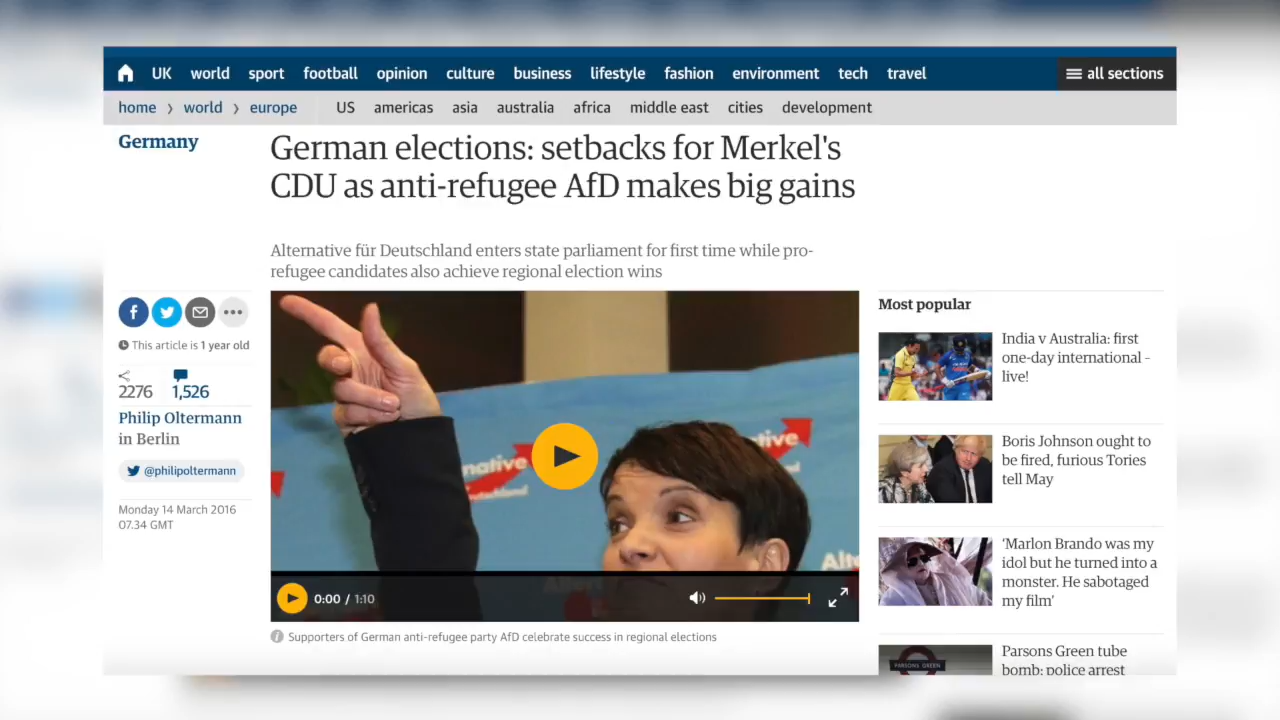 UK world sport football opinion culture business lifestyle fashion environment tech travel all sections
home › world › europe US americas asia australia africa middle east cities development
Germany
German elections: setbacks for Merkel's
CDU as anti-refugee AfD makes big gains
Alternative für Deutschland enters state parliament for first time while pro-
refugee candidates also achieve regional election wins
This article is 1 year old
2276 1,526
Philip Oltermann
in Berlin
@philipoltermann
Monday 14 March 2016
07.34 GMT
native
tschland
tive
Alte
0:00 / 1:10
Supporters of German anti-refugee party AfD celebrate success in regional elections
Most popular
India v Australia: first
one-day international –
live!
Boris Johnson ought to
be fired, furious Tories
tell May
‘Marlon Brando was my
idol but he turned into a
monster. He sabotaged
my film’
PARSONS GREEN
Parsons Green tube
bomb: police arrest